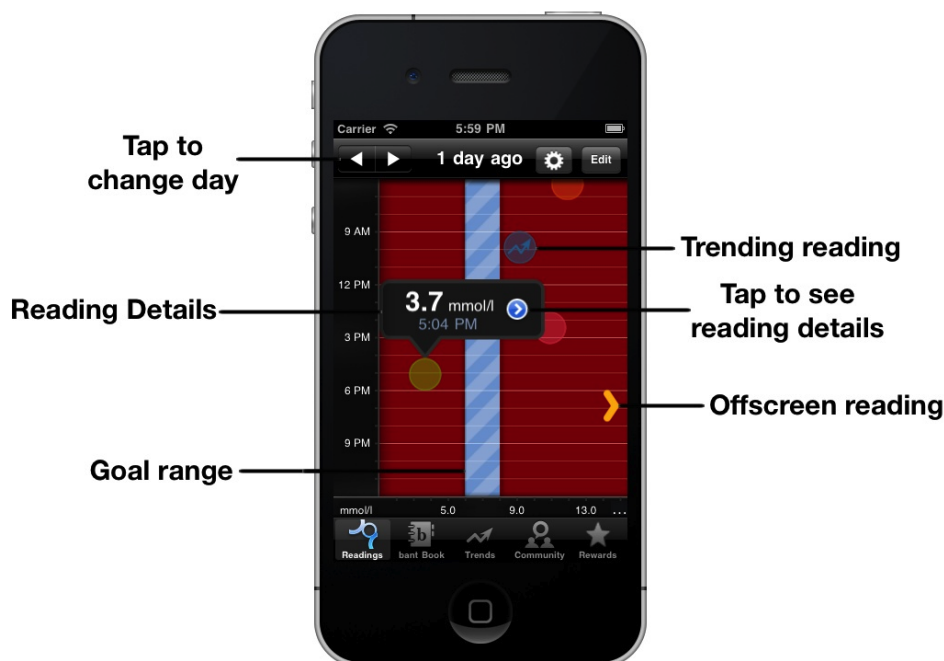 Carrier
5:59 PM
1 day ago
Edit
Tap to
change day
9 AM
Trending reading
12 PM
3.7 mmol/l
5:04 PM
Reading Details
Tap to see
reading details
3 PM
6 PM
Offscreen reading
9 PM
Goal range
mmol/l 5.0 9.0 13.0 ...
b
Readings bant Book Trends Community Rewards